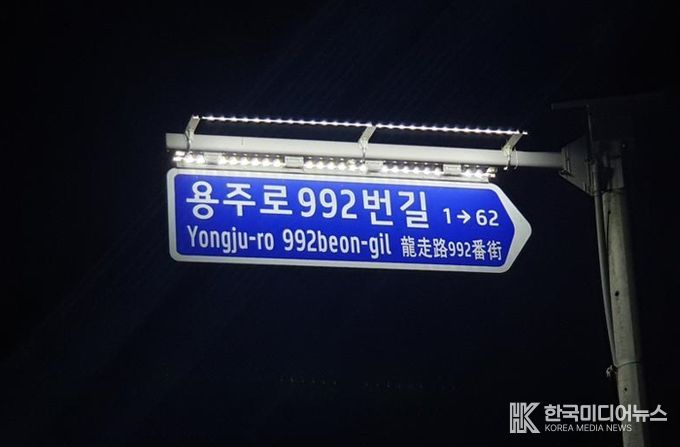 용주로992번길 1→62
Yongju-ro 992beon-gil 龍走路992番街
한국미디어뉴스
KOREA MEDIA NEWS